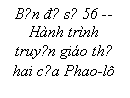 B?n đ? s? 56 --
Hành trình
truy?n giáo th?
hai c?a Phao-lô